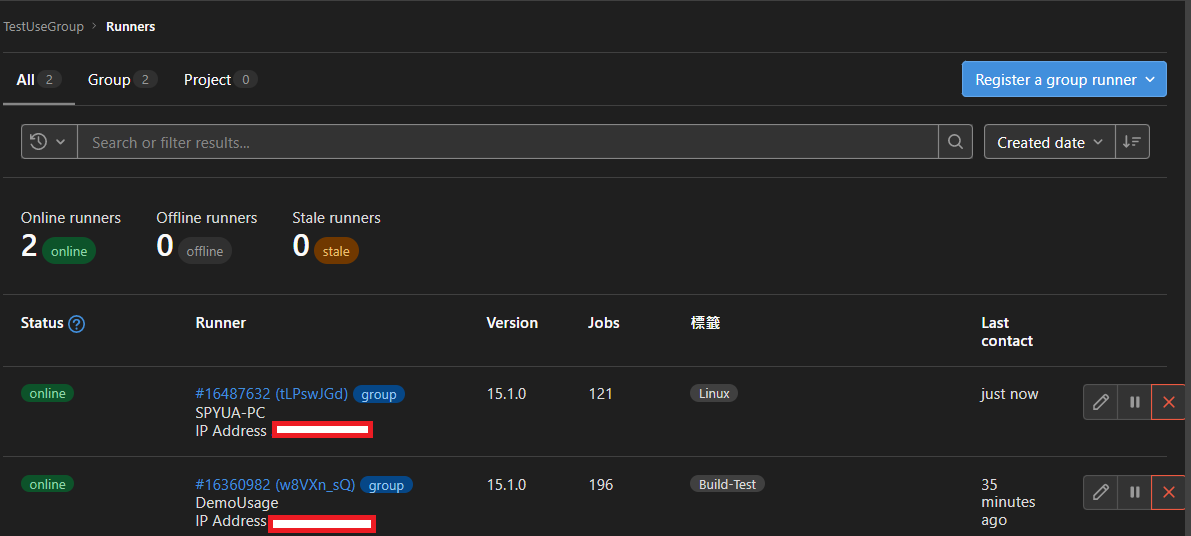 TestUseGroup › Runners
All 2 Group 2 Project 0 Register a group runner
Search or filter results... Created date
Online runners Offline runners Stale runners
2 online 0 offline 0 stale
Status Runner Version Jobs 標籤 Last
contact
online #16487632 (tLPswJGd) group 15.1.0 121 Linux just now
SPYUA-PC
IP Address
online #16360982 (w8VXn_sQ) group 15.1.0 196 Build-Test 35
minutes
ago
DemoUsage
IP Address